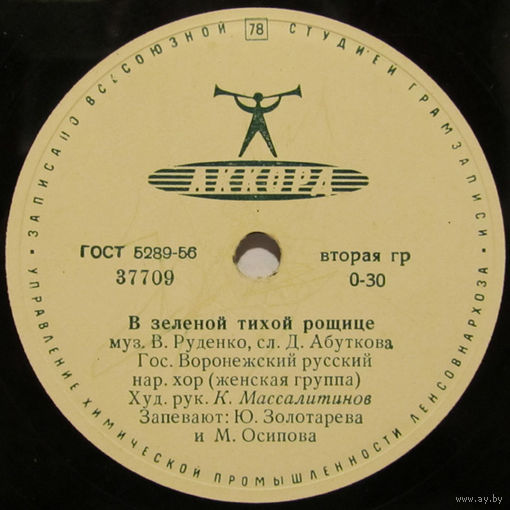 ЗАПИСАНО ВСЕСОЮЗНОЙ 78 СТУДИЕЙ ГРАМЗАПИСИ
АККОРД
ГОСТ 5289-56
вторая гр
37709
0-30
В зеленой тихой рощице
муз. В. Руденко, сл. Д. Абуткова
Гос. Воронежский русский
нар. хор (женская группа)
Худ. рук. К. Массалитинов
Запевают: Ю. Золотарева
и М. Осипова
УПРАВЛЕНИЕ ХИМИЧЕСКОЙ ПРОМЫШЛЕННОСТИ ЛЕНСОВНАРХОЗА
www.ay.by